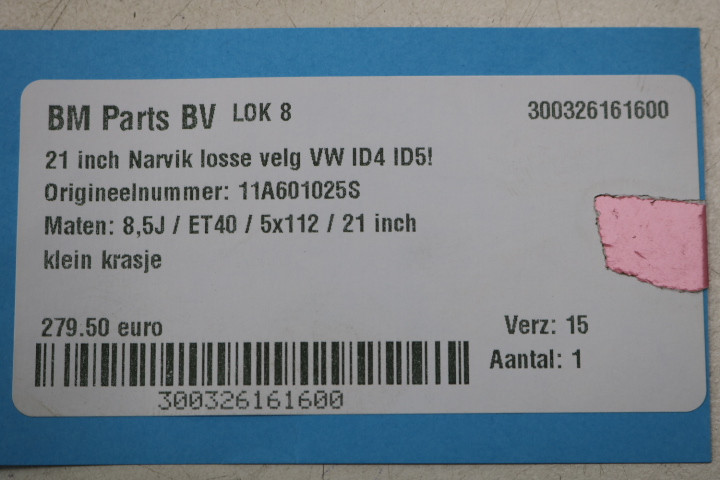 BM Parts BV LOK 8
300326161600
21 inch Narvik losse velg VW ID4 ID5!
Origineelnummer: 11A601025S
Maten: 8,5J / ET40 / 5x112 / 21 inch
klein krasje
279.50 euro
Verz: 15
Aantal: 1
300326161600